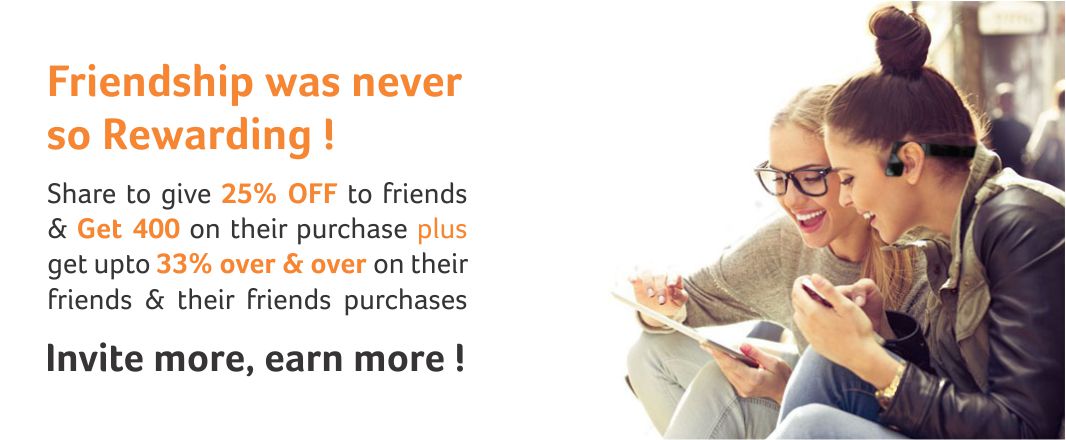 Friendship was never
so Rewarding !
Share to give 25% OFF to friends
& Get 400 on their purchase plus
get upto 33% over & over on their
friends & their friends purchases
Invite more, earn more !